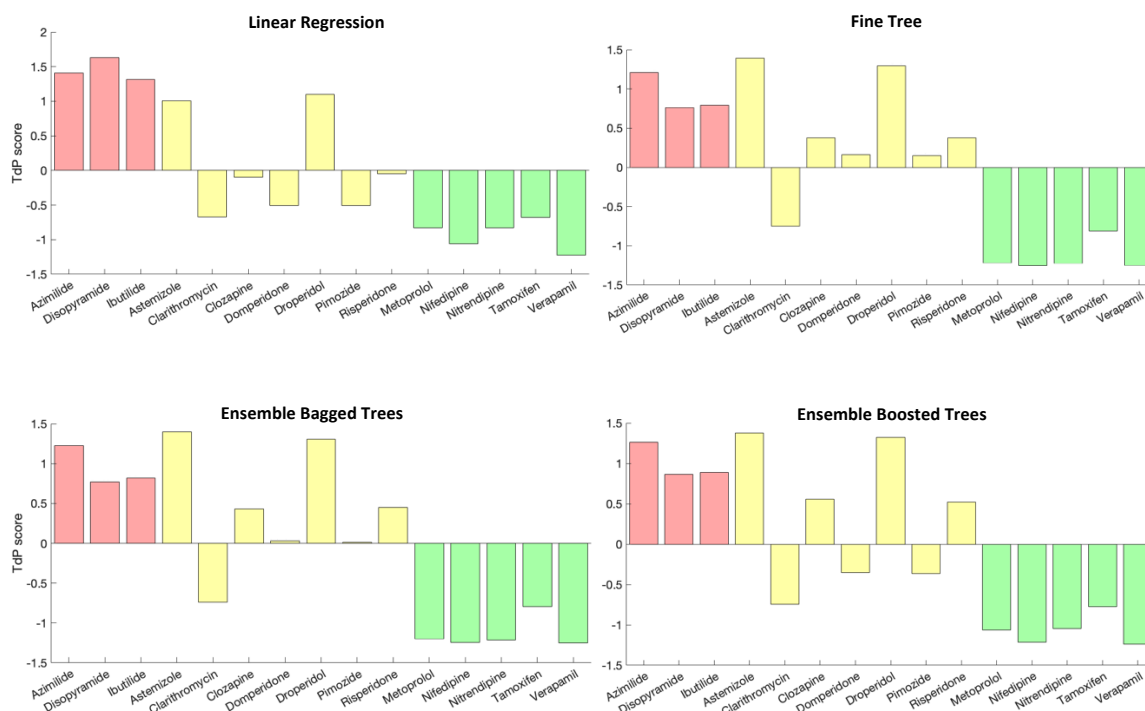 Linear Regression
TdP score
2
1.5
1
0.5
0
-0.5
-1
-1.5
Azimilide
Disopyramide
Ibutilide
Astemizole
Clarithromycin
Clozapine
Domperidone
Droperidol
Pimozide
Risperidone
Metoprolol
Nifedipine
Nitrendipine
Tamoxifen
Verapamil
Fine Tree
1.5
1
0.5
0
-0.5
-1
-1.5
Azimilide
Disopyramide
Ibutilide
Astemizole
Clarithromycin
Clozapine
Domperidone
Droperidol
Pimozide
Risperidone
Metoprolol
Nifedipine
Nitrendipine
Tamoxifen
Verapamil
Ensemble Bagged Trees
TdP score
1.5
1
0.5
0
-0.5
-1
-1.5
Azimilide
Disopyramide
Ibutilide
Astemizole
Clarithromycin
Clozapine
Domperidone
Droperidol
Pimozide
Risperidone
Metoprolol
Nifedipine
Nitrendipine
Tamoxifen
Verapamil
Ensemble Boosted Trees
1.5
1
0.5
0
-0.5
-1
-1.5
Azimilide
Disopyramide
Ibutilide
Astemizole
Clarithromycin
Clozapine
Domperidone
Droperidol
Pimozide
Risperidone
Metoprolol
Nifedipine
Nitrendipine
Tamoxifen
Verapamil